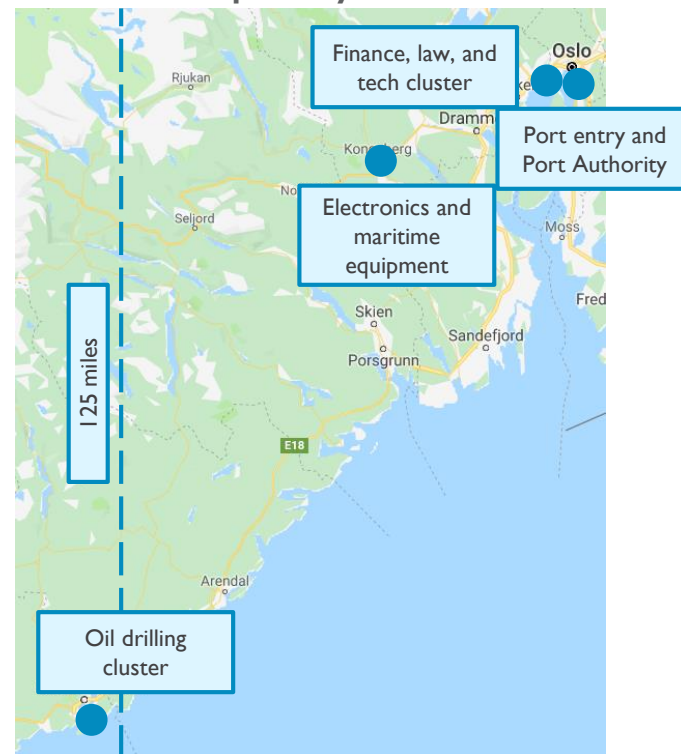 Finance, law, and
tech cluster
Oslo
Rjukan
Dramm
Port entry and
Port Authority
Electronics and
maritime
equipment
Seljord
Moss
Fred
Skien
Sandefjord
Porsgrunn
125 miles
E18
Arendal
Oil drilling
cluster